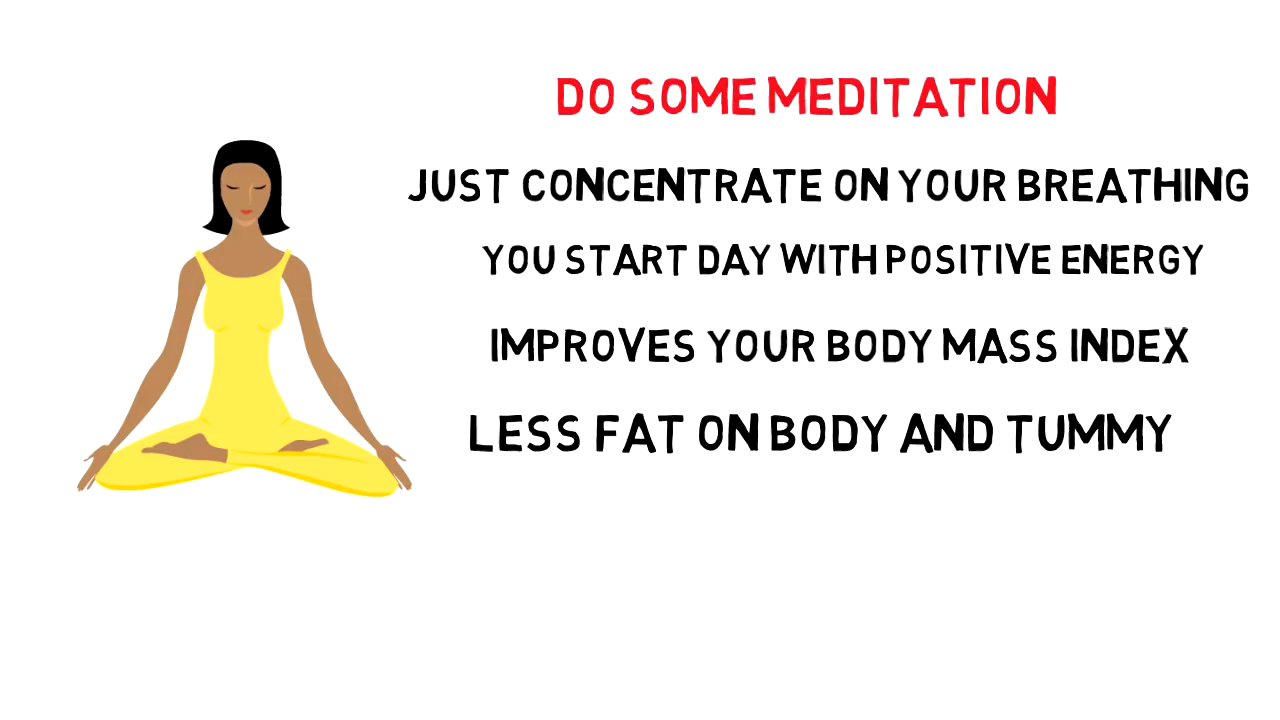 DO SOME MEDITATION
JUST CONCENTRATE ON YOUR BREATHING
YOU START DAY WITH POSITIVE ENERGY
IMPROVES YOUR BODY MASS INDEX
LESS FAT ON BODY AND TUMMY